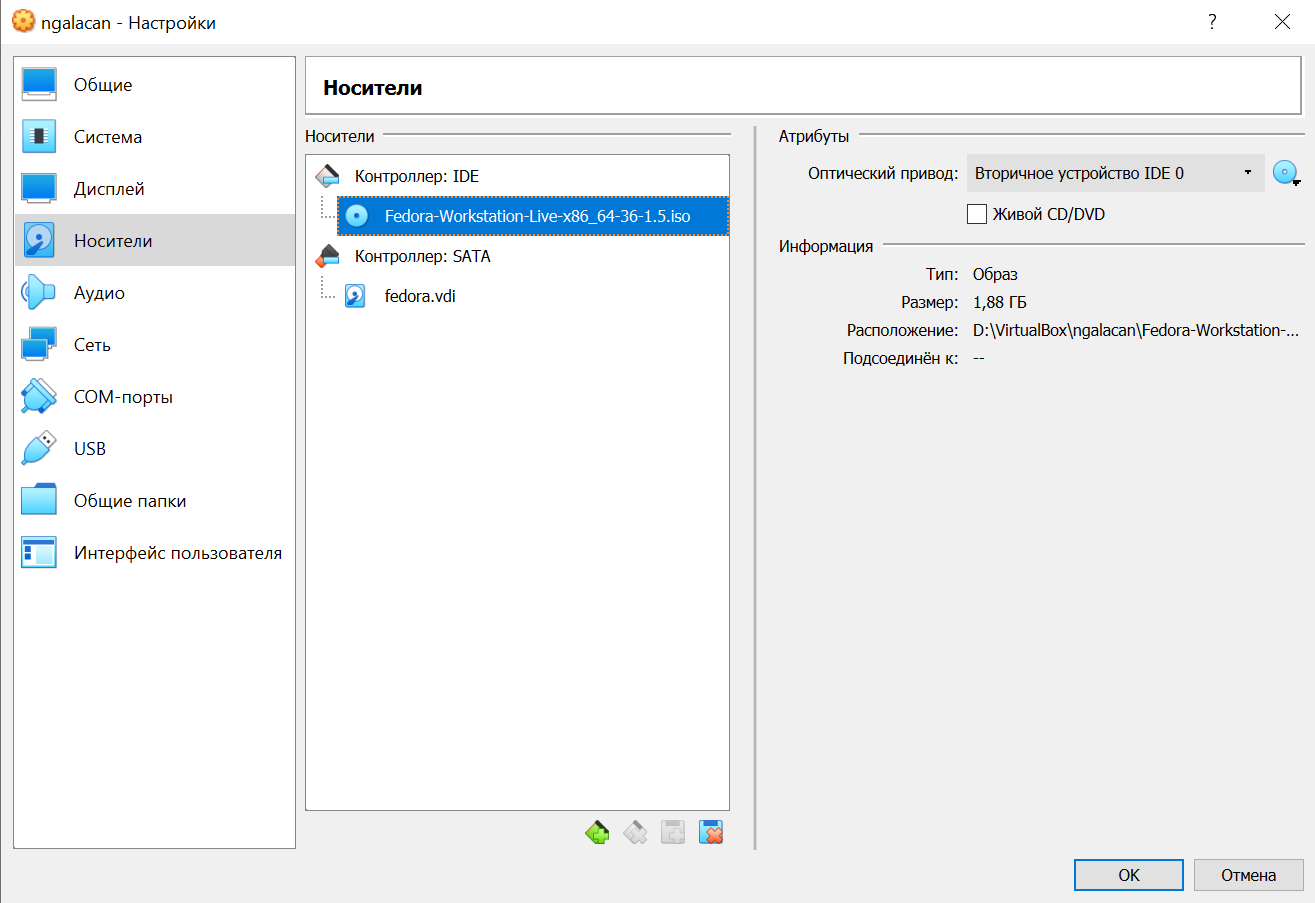 ngalacan - Настройки
?
Общие
Система
Дисплей
Носители
Аудио
Сеть
COM-порты
USB
Общие папки
Интерфейс пользователя
Носители
Носители
Контроллер: IDE
Fedora-Workstation-Live-x86_64-36-1.5.iso
Контроллер: SATA
fedora.vdi
Атрибуты
Оптический привод: Вторичное устройство IDE 0
Живой CD/DVD
Информация
Тип: Образ
Размер: 1,88 ГБ
Расположение: D:\VirtualBox\ngalacan\Fedora-Workstation-...
Подсоединён к: --
OK Отмена